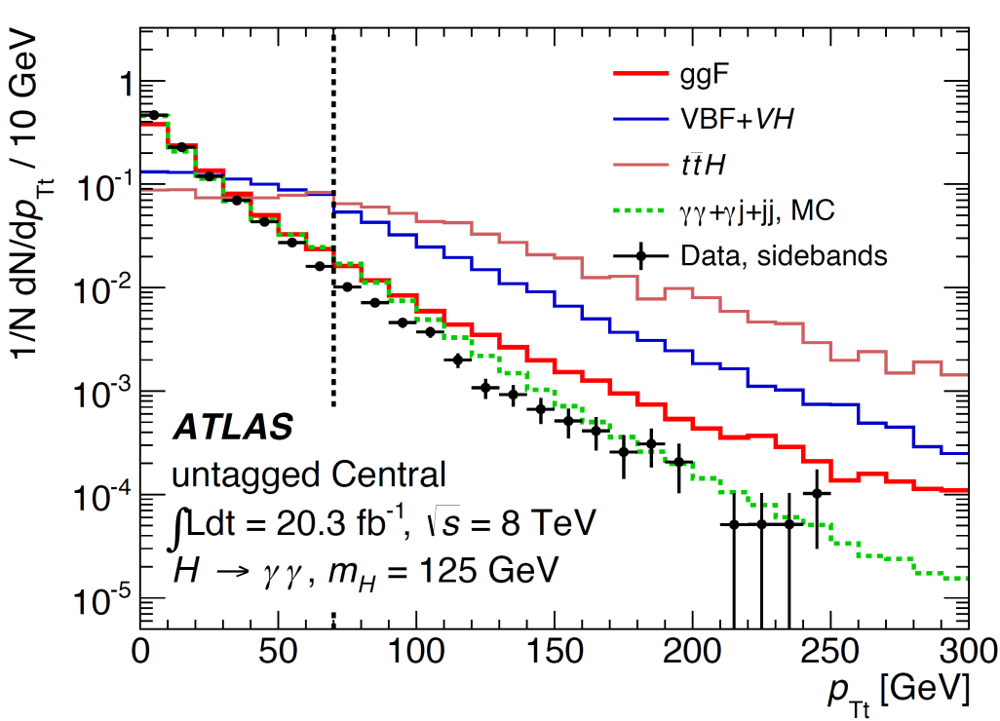 1/N dN/dp_Tt / 10 GeV
1
10⁻¹
10⁻²
10⁻³
10⁻⁴
10⁻⁵
ggF
VBF+VH
tt̄H
γγ+γj+jj, MC
Data, sidebands
ATLAS
untagged Central
∫Ldt = 20.3 fb⁻¹, √s = 8 TeV
H → γγ, m_H = 125 GeV
0 50 100 150 200 250 300
p_Tt [GeV]